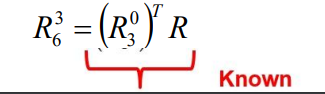 R₆³ = (R₃⁰)ᵀ R
Known